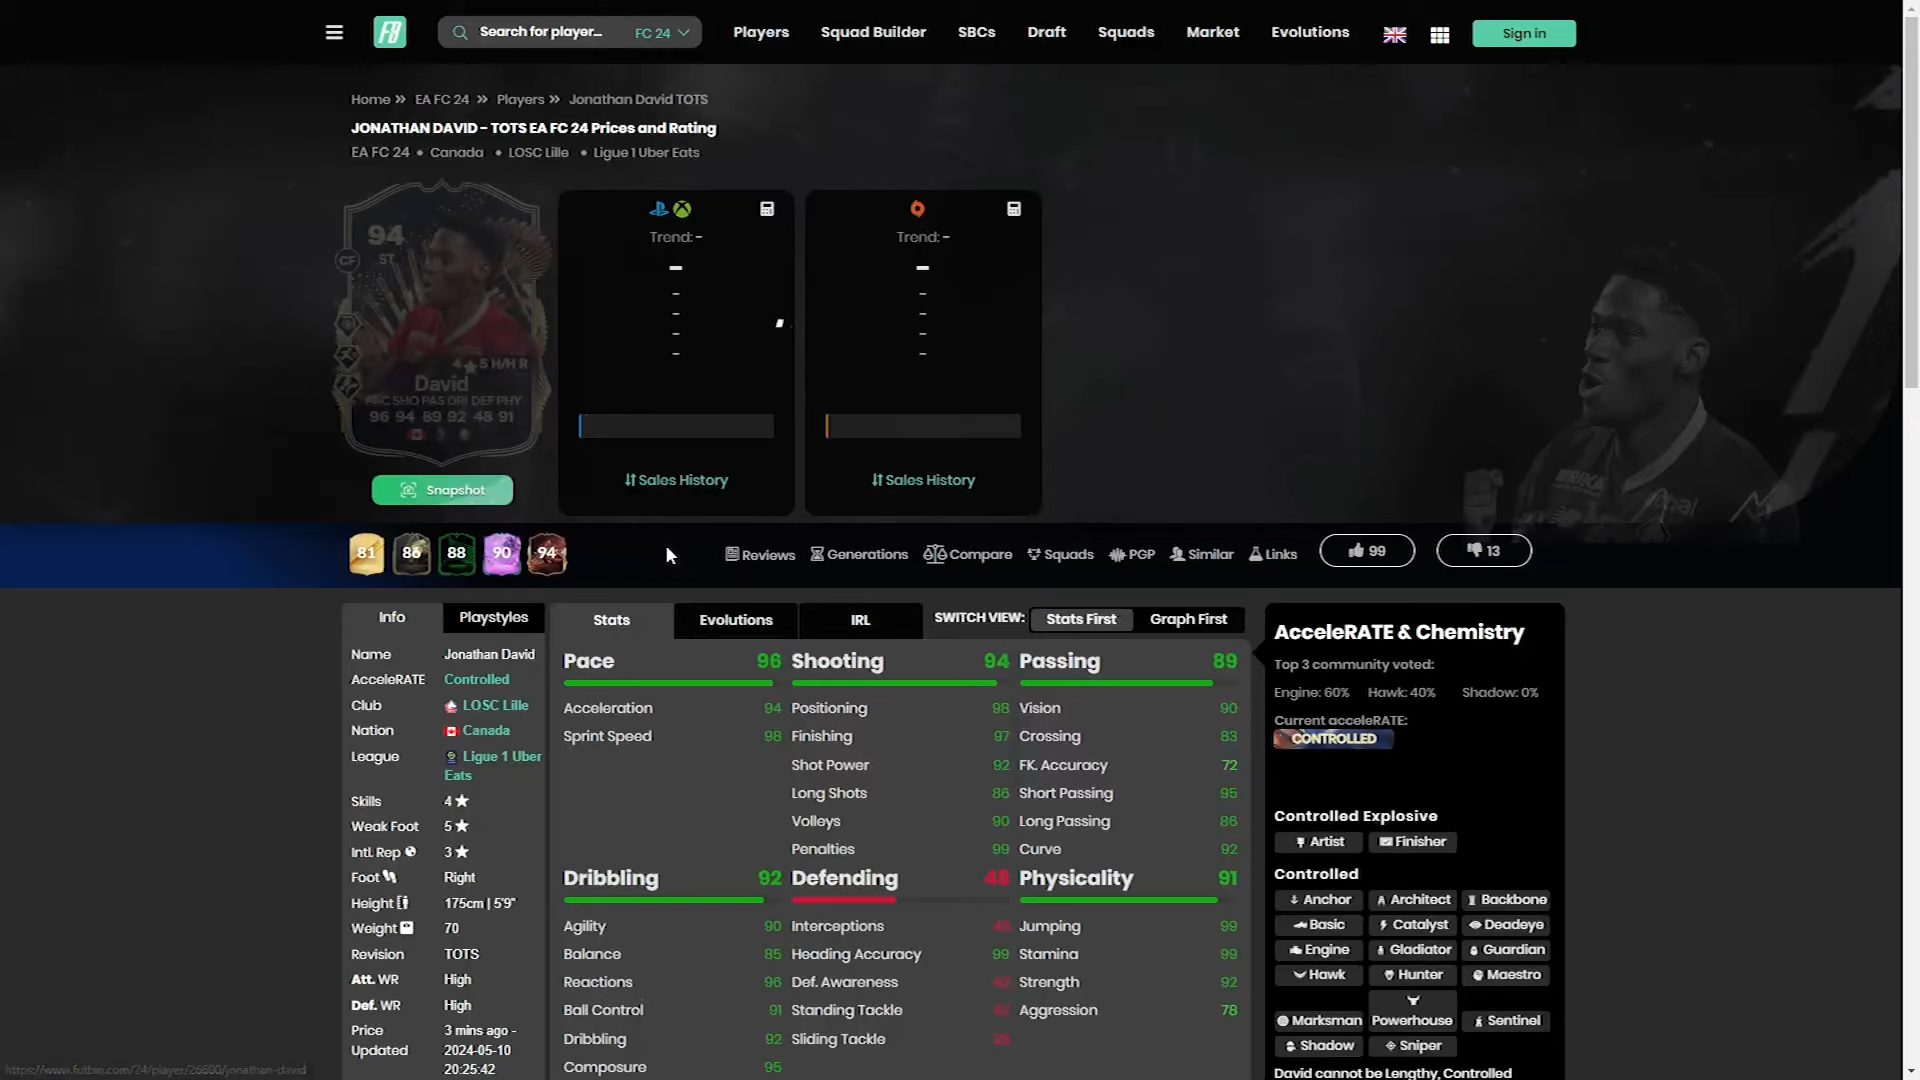 FB Search for player... FC 24 Players Squad Builder SBCs Draft Squads Market Evolutions Sign in
Home » EA FC 24 » Players » Jonathan David TOTS
JONATHAN DAVID - TOTS EA FC 24 Prices and Rating
EA FC 24 • Canada • LOSC Lille • Ligue 1 Uber Eats
94
CF ST
4★ 5 H/H R
David
PAC SHO PAS DRI DEF PHY
96 94 89 92 48 91
Trend: -
-
-
-
-
-
Sales History
Trend: -
-
-
-
-
-
Sales History
Snapshot
81 86 88 90 94
Reviews Generations Compare Squads PGP Similar Links 99 13
Info Playstyles
Name Jonathan David
AcceleRATE Controlled
Club LOSC Lille
Nation Canada
League Ligue 1 Uber
Eats
Skills 4★
Weak Foot 5★
Intl. Rep 3★
Foot Right
Height 175cm | 5'9"
Weight 70
Revision TOTS
Att. WR High
Def. WR High
Price 3 mins ago -
Updated 2024-05-10
20:25:42
Stats Evolutions IRL SWITCH VIEW: Stats First Graph First
Pace 96
Acceleration 94
Sprint Speed 98
Shooting 94
Positioning 98
Finishing 97
Shot Power 92
Long Shots 86
Volleys 90
Penalties 99
Passing 89
Vision 90
Crossing 83
FK. Accuracy 72
Short Passing 95
Long Passing 86
Curve 92
Dribbling 92
Agility 90
Balance 85
Reactions 96
Ball Control 91
Dribbling 92
Composure 95
Defending 48
Interceptions
Heading Accuracy 99
Def. Awareness
Standing Tackle
Sliding Tackle
Physicality 91
Jumping 99
Stamina 99
Strength 92
Aggression 78
AcceleRATE & Chemistry
Top 3 community voted:
Engine: 60% Hawk: 40% Shadow: 0%
Current acceleRATE:
CONTROLLED
Controlled Explosive
Artist Finisher
Controlled
Anchor Architect Backbone
Basic Catalyst Deadeye
Engine Gladiator Guardian
Hawk Hunter Maestro
Marksman Powerhouse Sentinel
Shadow Sniper
David cannot be Lengthy, Controlled
https://www.futbin.com/24/player/26600/jonathan-david